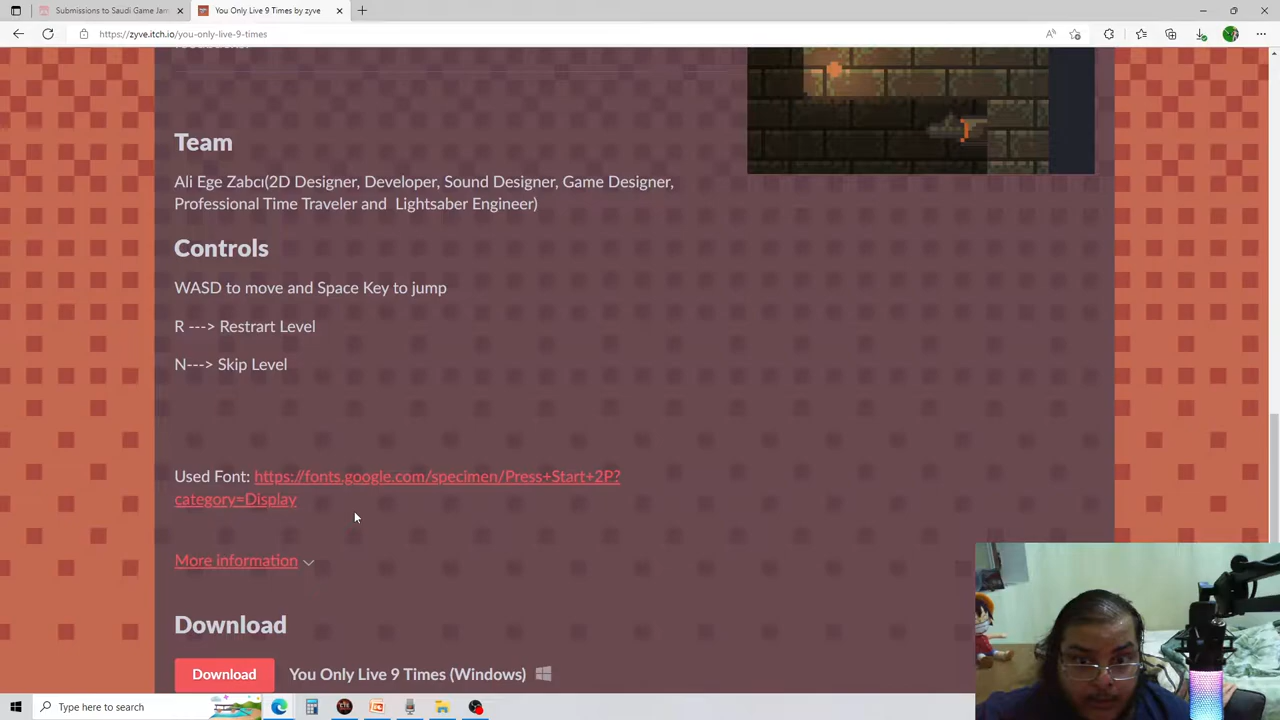 Submissions to Saudi Game Jam
You Only Live 9 Times by zyve
https://zyve.itch.io/you-only-live-9-times
Team
Ali Ege Zabcı(2D Designer, Developer, Sound Designer, Game Designer,
Professional Time Traveler and Lightsaber Engineer)
Controls
WASD to move and Space Key to jump
R ---> Restrart Level
N---> Skip Level
Used Font: https://fonts.google.com/specimen/Press+Start+2P?
category=Display
More information
Download
Download You Only Live 9 Times (Windows)
Type here to search